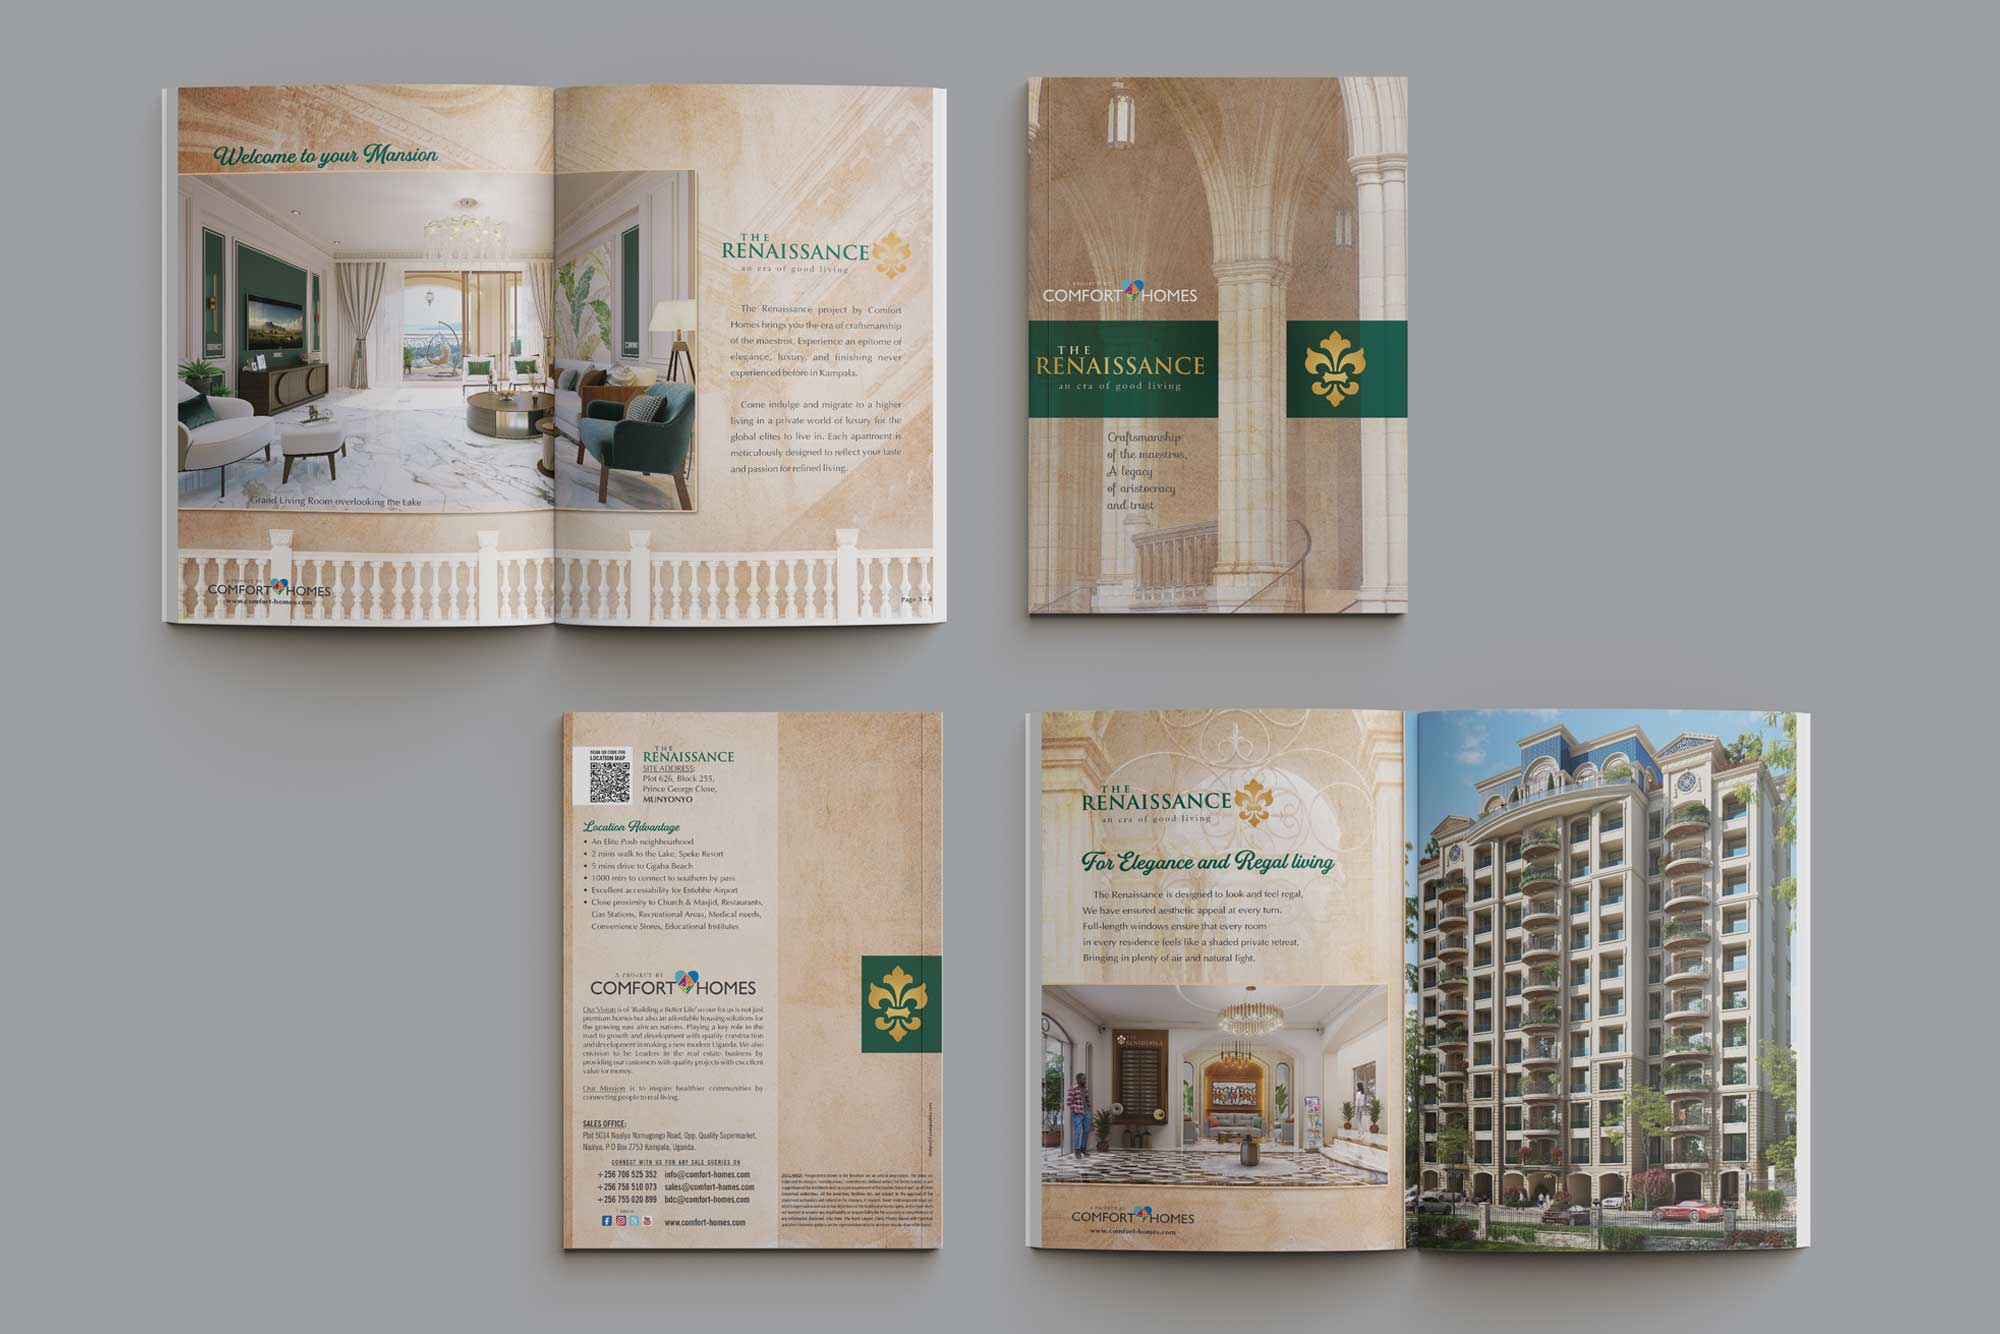 Welcome to your Mansion
Grand Living Room overlooking the Lake
A PROJECT BY
COMFORT HOMES
www.comfort-homes.com
THE
RENAISSANCE
an era of good living
The Renaissance project by Comfort
Homes brings you the era of craftsmanship
of the maestros. Experience an epitome of
elegance, luxury, and finishing never
experienced before in Kampala.
Come indulge and migrate to a higher
living in a private world of luxury for the
global elites to live in. Each apartment is
meticulously designed to reflect your taste
and passion for refined living.
Page 3 - 4
A PROJECT BY
COMFORT HOMES
THE
RENAISSANCE
an era of good living
Craftsmanship
of the maestros,
A legacy
of aristocracy
and trust
SCAN QR CODE FOR
LOCATION MAP
THE
RENAISSANCE
SITE ADDRESS:
Plot 626, Block 255,
Prince George Close,
MUNYONYO
Location Advantage
• An Elite Posh neighbourhood
• 2 mins walk to the Lake, Speke Resort
• 5 mins drive to Ggaba Beach
• 1000 mtrs to connect to southern by pass
• Excellent accessability for Entebbe Airport
• Close proximity to Church & Masjid, Restaurants,
Gas Stations, Recreational Areas, Medical needs,
Convenience Stores, Educational Institutes
A PROJECT BY
COMFORT HOMES
Our Vision is of 'Building a Better Life' so our focus is not just
premium homes but also an affordable housing solutions for
the growing east african nations. Playing a key role in the
road to growth and development with quality construction
and development in making a new modern Uganda. We also
envision to be Leaders in the real estate business by
providing our customers with quality projects with excellent
value for money.
Our Mission is to inspire healthier communities by
connecting people to real living.
SALES OFFICE:
Plot 5034 Naalya Namugongo Road, Opp. Quality Supermarket,
Naalya, P O Box 2753 Kampala, Uganda.
CONNECT WITH US FOR ANY SALE QUERIES ON
+256 706 525 352 info@comfort-homes.com
+256 756 510 073 sales@comfort-homes.com
+256 755 020 899 bdc@comfort-homes.com
www.comfort-homes.com
THE
RENAISSANCE
an era of good living
For Elegance and Regal living
The Renaissance is designed to look and feel regal,
We have ensured aesthetic appeal at every turn.
Full-length windows ensure that every room
in every residence feels like a shaded private retreat,
Bringing in plenty of air and natural light.
THE
RENAISSANCE
A PROJECT BY
COMFORT HOMES
www.comfort-homes.com